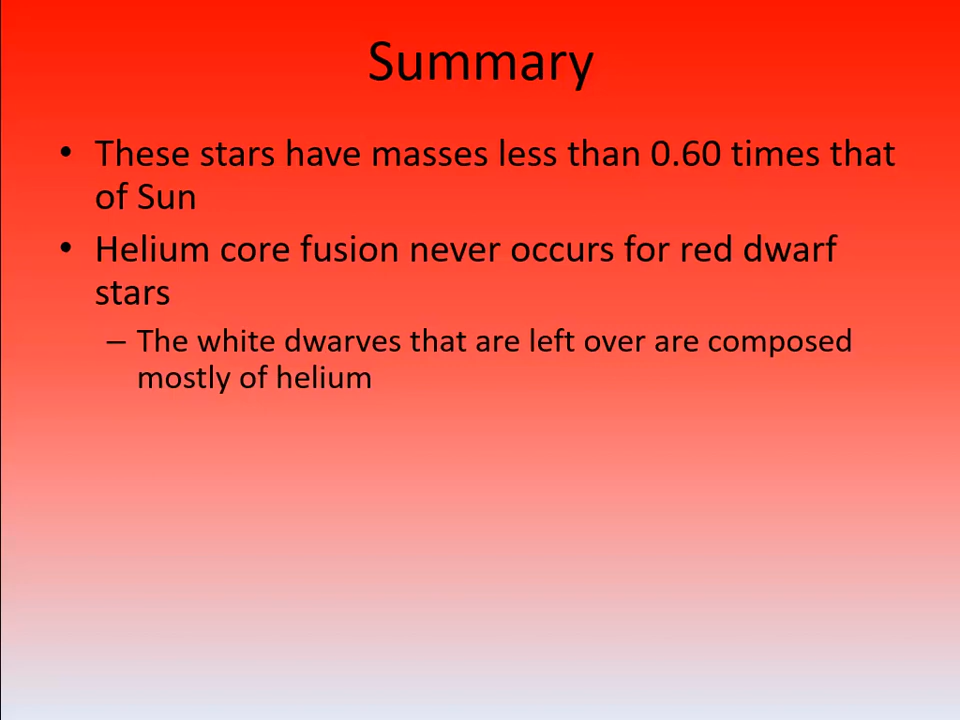 Summary
• These stars have masses less than 0.60 times that
of Sun
• Helium core fusion never occurs for red dwarf
stars
– The white dwarves that are left over are composed
mostly of helium